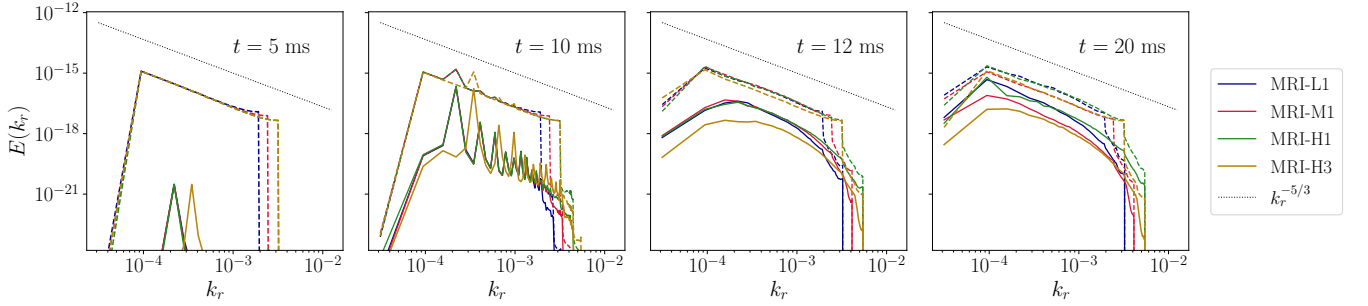 10^{-12}
10^{-15}
10^{-18}
10^{-21}
E(k_r)
t = 5 ms
t = 10 ms
t = 12 ms
t = 20 ms
10^{-4} 10^{-3} 10^{-2}
k_r
10^{-4} 10^{-3} 10^{-2}
k_r
10^{-4} 10^{-3} 10^{-2}
k_r
10^{-4} 10^{-3} 10^{-2}
k_r
MRI-L1
MRI-M1
MRI-H1
MRI-H3
k_r^{-5/3}